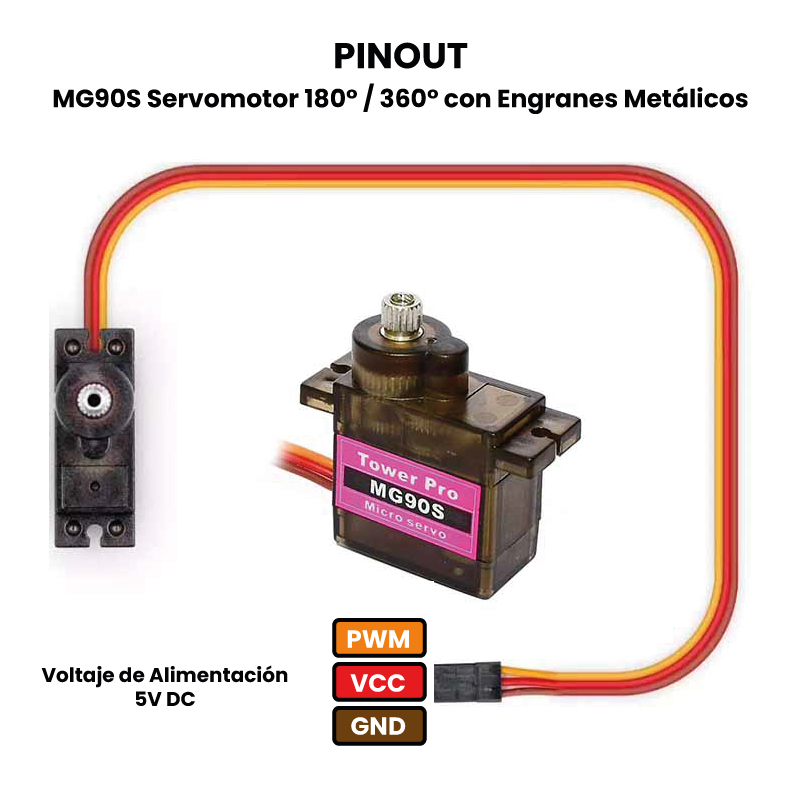 PINOUT
MG90S Servomotor 180° / 360° con Engranes Metálicos
Tower Pro
MG90S
Micro servo
PWM
VCC
GND
Voltaje de Alimentación
5V DC